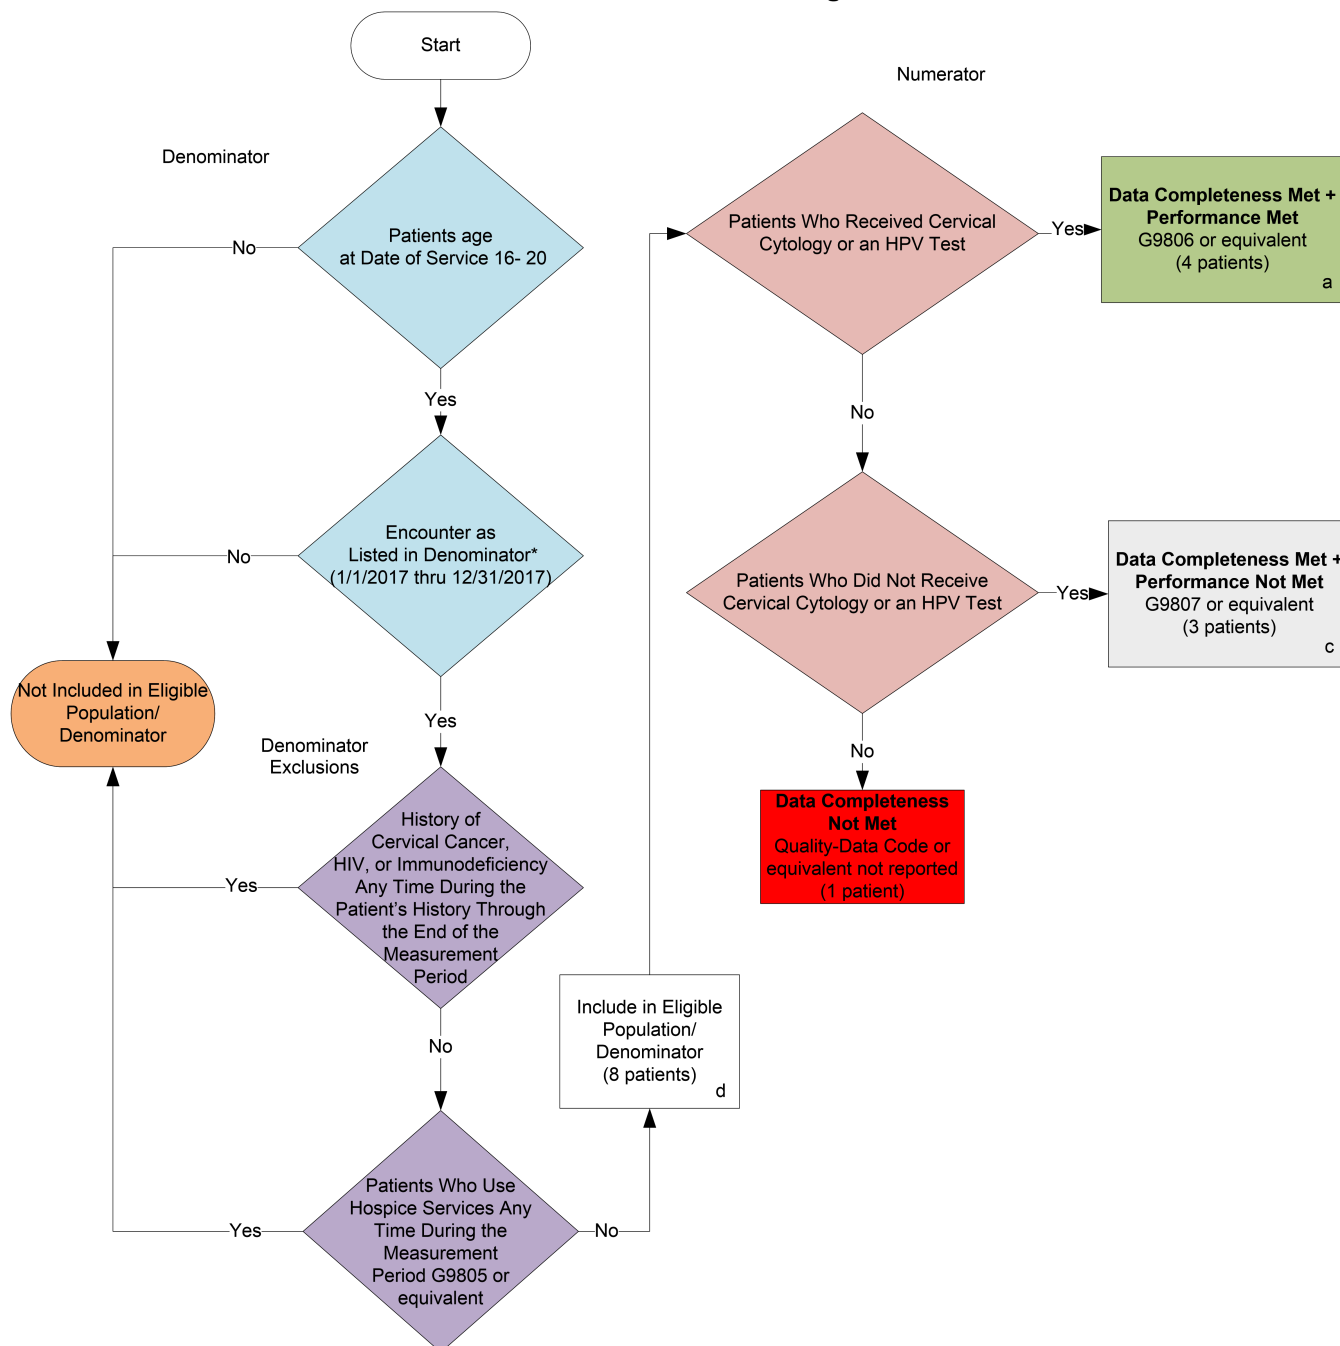 Start
Denominator
Patients age
at Date of Service 16- 20
No
Yes
Encounter as
Listed in Denominator*
(1/1/2017 thru 12/31/2017)
No
Not Included in Eligible
Population/
Denominator
Yes
Denominator
Exclusions
History of
Cervical Cancer,
HIV, or Immunodeficiency
Any Time During the
Patient's History Through
the End of the
Measurement
Period
Yes
No
Patients Who Use
Hospice Services Any
Time During the
Measurement
Period G9805 or
equivalent
Yes
No
Include in Eligible
Population/
Denominator
(8 patients)
d
Numerator
Patients Who Received Cervical
Cytology or an HPV Test
Yes
Data Completeness Met +
Performance Met
G9806 or equivalent
(4 patients)
a
No
Patients Who Did Not Receive
Cervical Cytology or an HPV Test
Yes
Data Completeness Met +
Performance Not Met
G9807 or equivalent
(3 patients)
c
No
Data Completeness
Not Met
Quality-Data Code or
equivalent not reported
(1 patient)